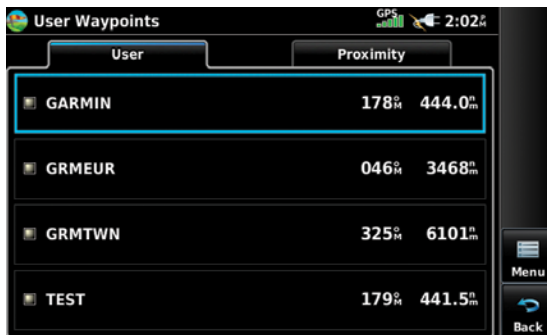 User Waypoints GPS 2:02 AM
User Proximity
GARMIN 178°M 444.0nm
GRMEUR 046°M 3468nm
GRMTWN 325°M 6101nm
TEST 179°M 441.5nm
Menu
Back